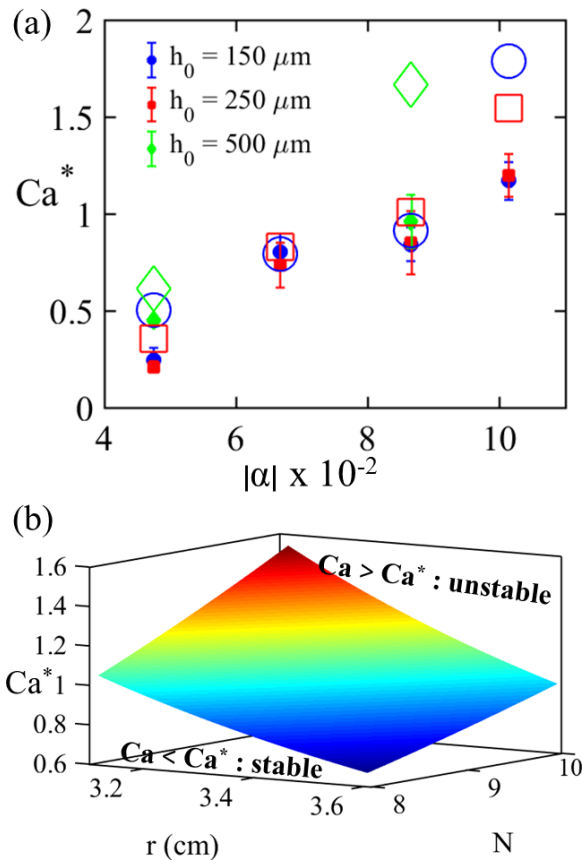 (a)
2
1.5
1
0.5
0
Ca*
h₀ = 150 μm
h₀ = 250 μm
h₀ = 500 μm
4 6 8 10
|α| x 10⁻²
(b)
1.6
1.4
1.2
1
0.8
0.6
Ca*
Ca > Ca* : unstable
Ca < Ca* : stable
3.2 3.4 3.6
8 9 10
r (cm)
N